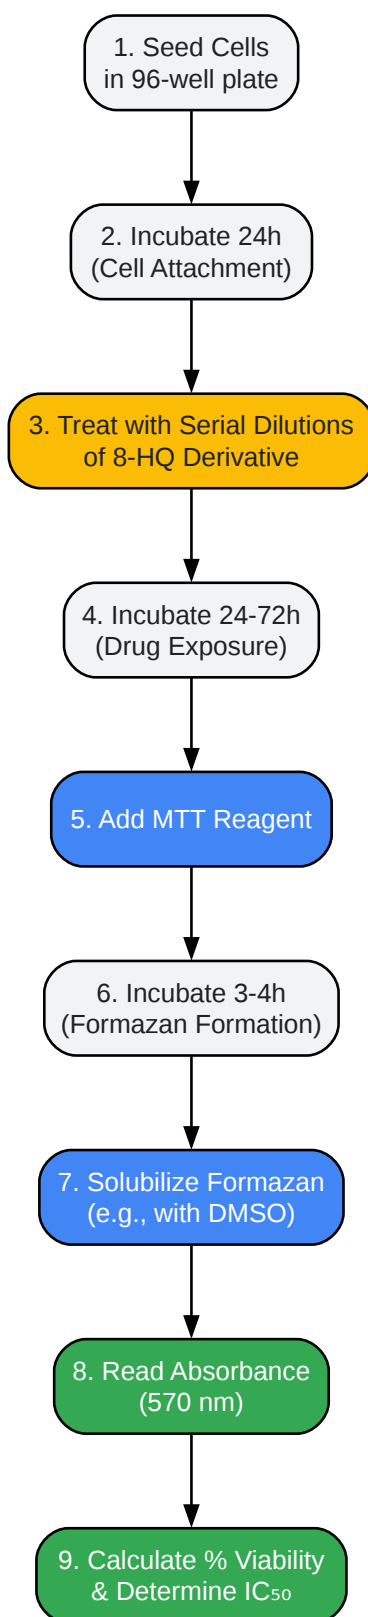 1. Seed Cells
in 96-well plate
2. Incubate 24h
(Cell Attachment)
3. Treat with Serial Dilutions
of 8-HQ Derivative
4. Incubate 24-72h
(Drug Exposure)
5. Add MTT Reagent
6. Incubate 3-4h
(Formazan Formation)
7. Solubilize Formazan
(e.g., with DMSO)
8. Read Absorbance
(570 nm)
9. Calculate % Viability
& Determine IC₅₀